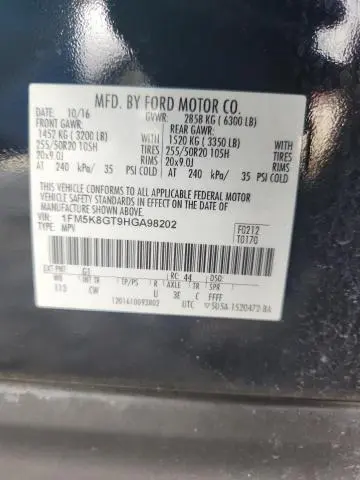 MFD. BY FORD MOTOR CO.
10/16 GVWR: 2858 KG ( 6300 LB)
FRONT GAWR: REAR GAWR:
1452 KG ( 3200 LB) 1520 KG ( 3350 LB)
255/50R20 105H TIRES 255/50R20 105H TIRES
20x9.0J RIMS 20x9.0J RIMS
AT 240 kPa/ 35 PSI COLD AT 240 kPa/ 35 PSI COLD
THIS VEHICLE CONFORMS TO ALL APPLICABLE FEDERAL MOTOR
VEHICLE SAFETY AND BUMPER STANDARDS IN EFFECT ON THE DATE OF
MANUFACTURE SHOWN ABOVE.
VIN: 1FM5K8GT9HGA98202 F0212
TYPE: MPV T0170
EXT PNT: G1 RC: 44 DSO:
WB INT TR TP/PS R AXLE TR SPR
CW U 3E C FFFF
UTC